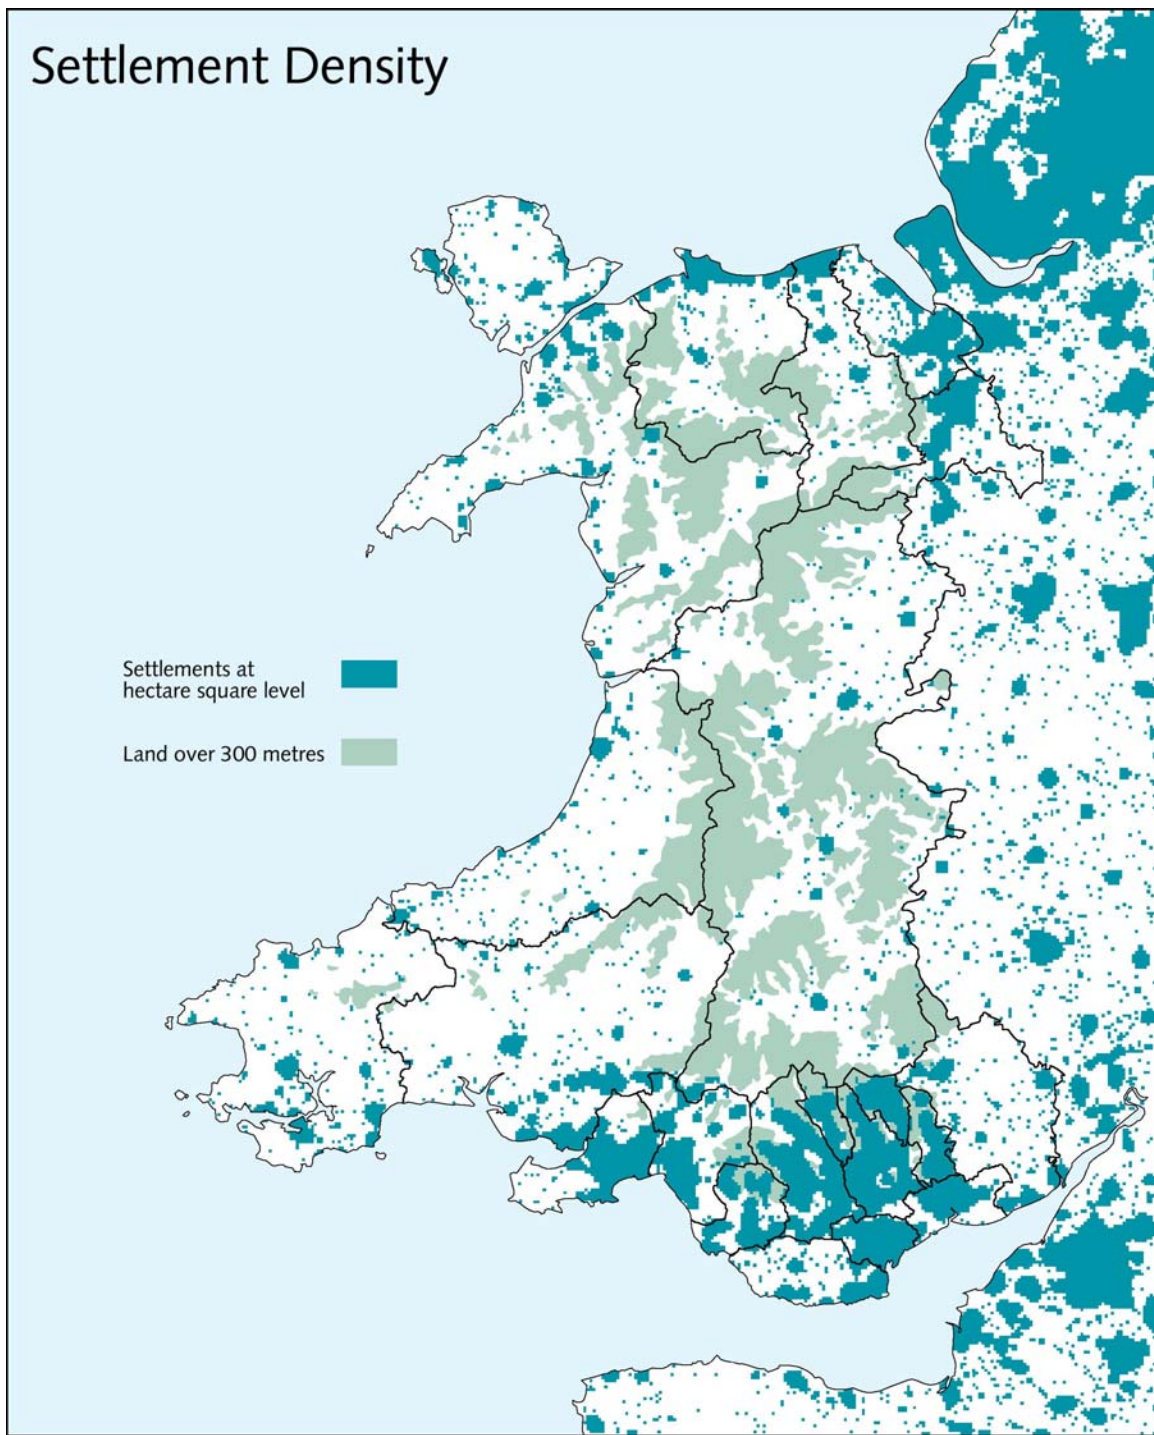 Settlement Density
Settlements at
hectare square level
Land over 300 metres